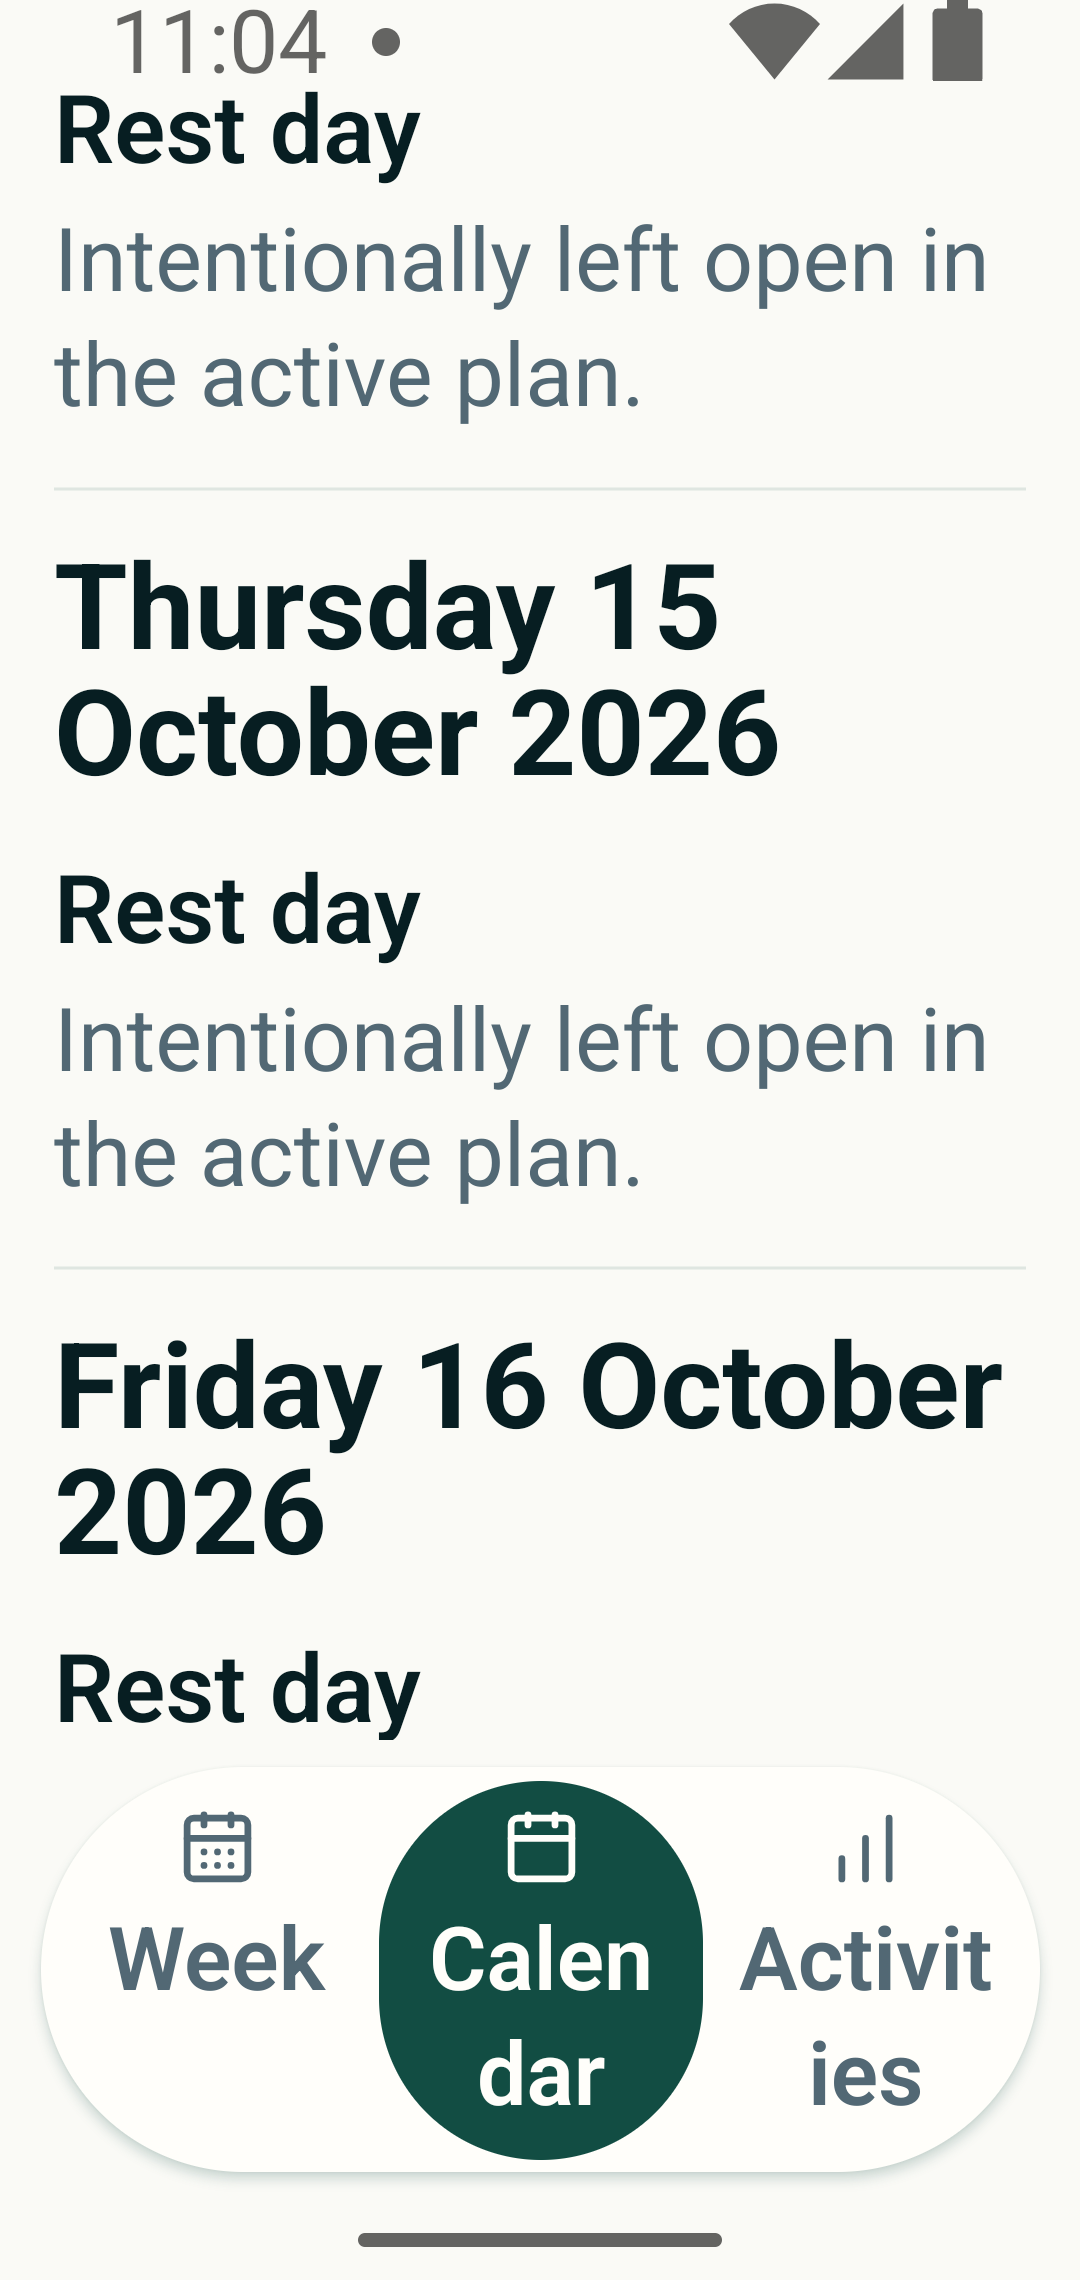 11:04
Rest day
Intentionally left open in
the active plan.
Thursday 15
October 2026
Rest day
Intentionally left open in
the active plan.
Friday 16 October
2026
Rest day
Week
Calen
dar
Activit
ies